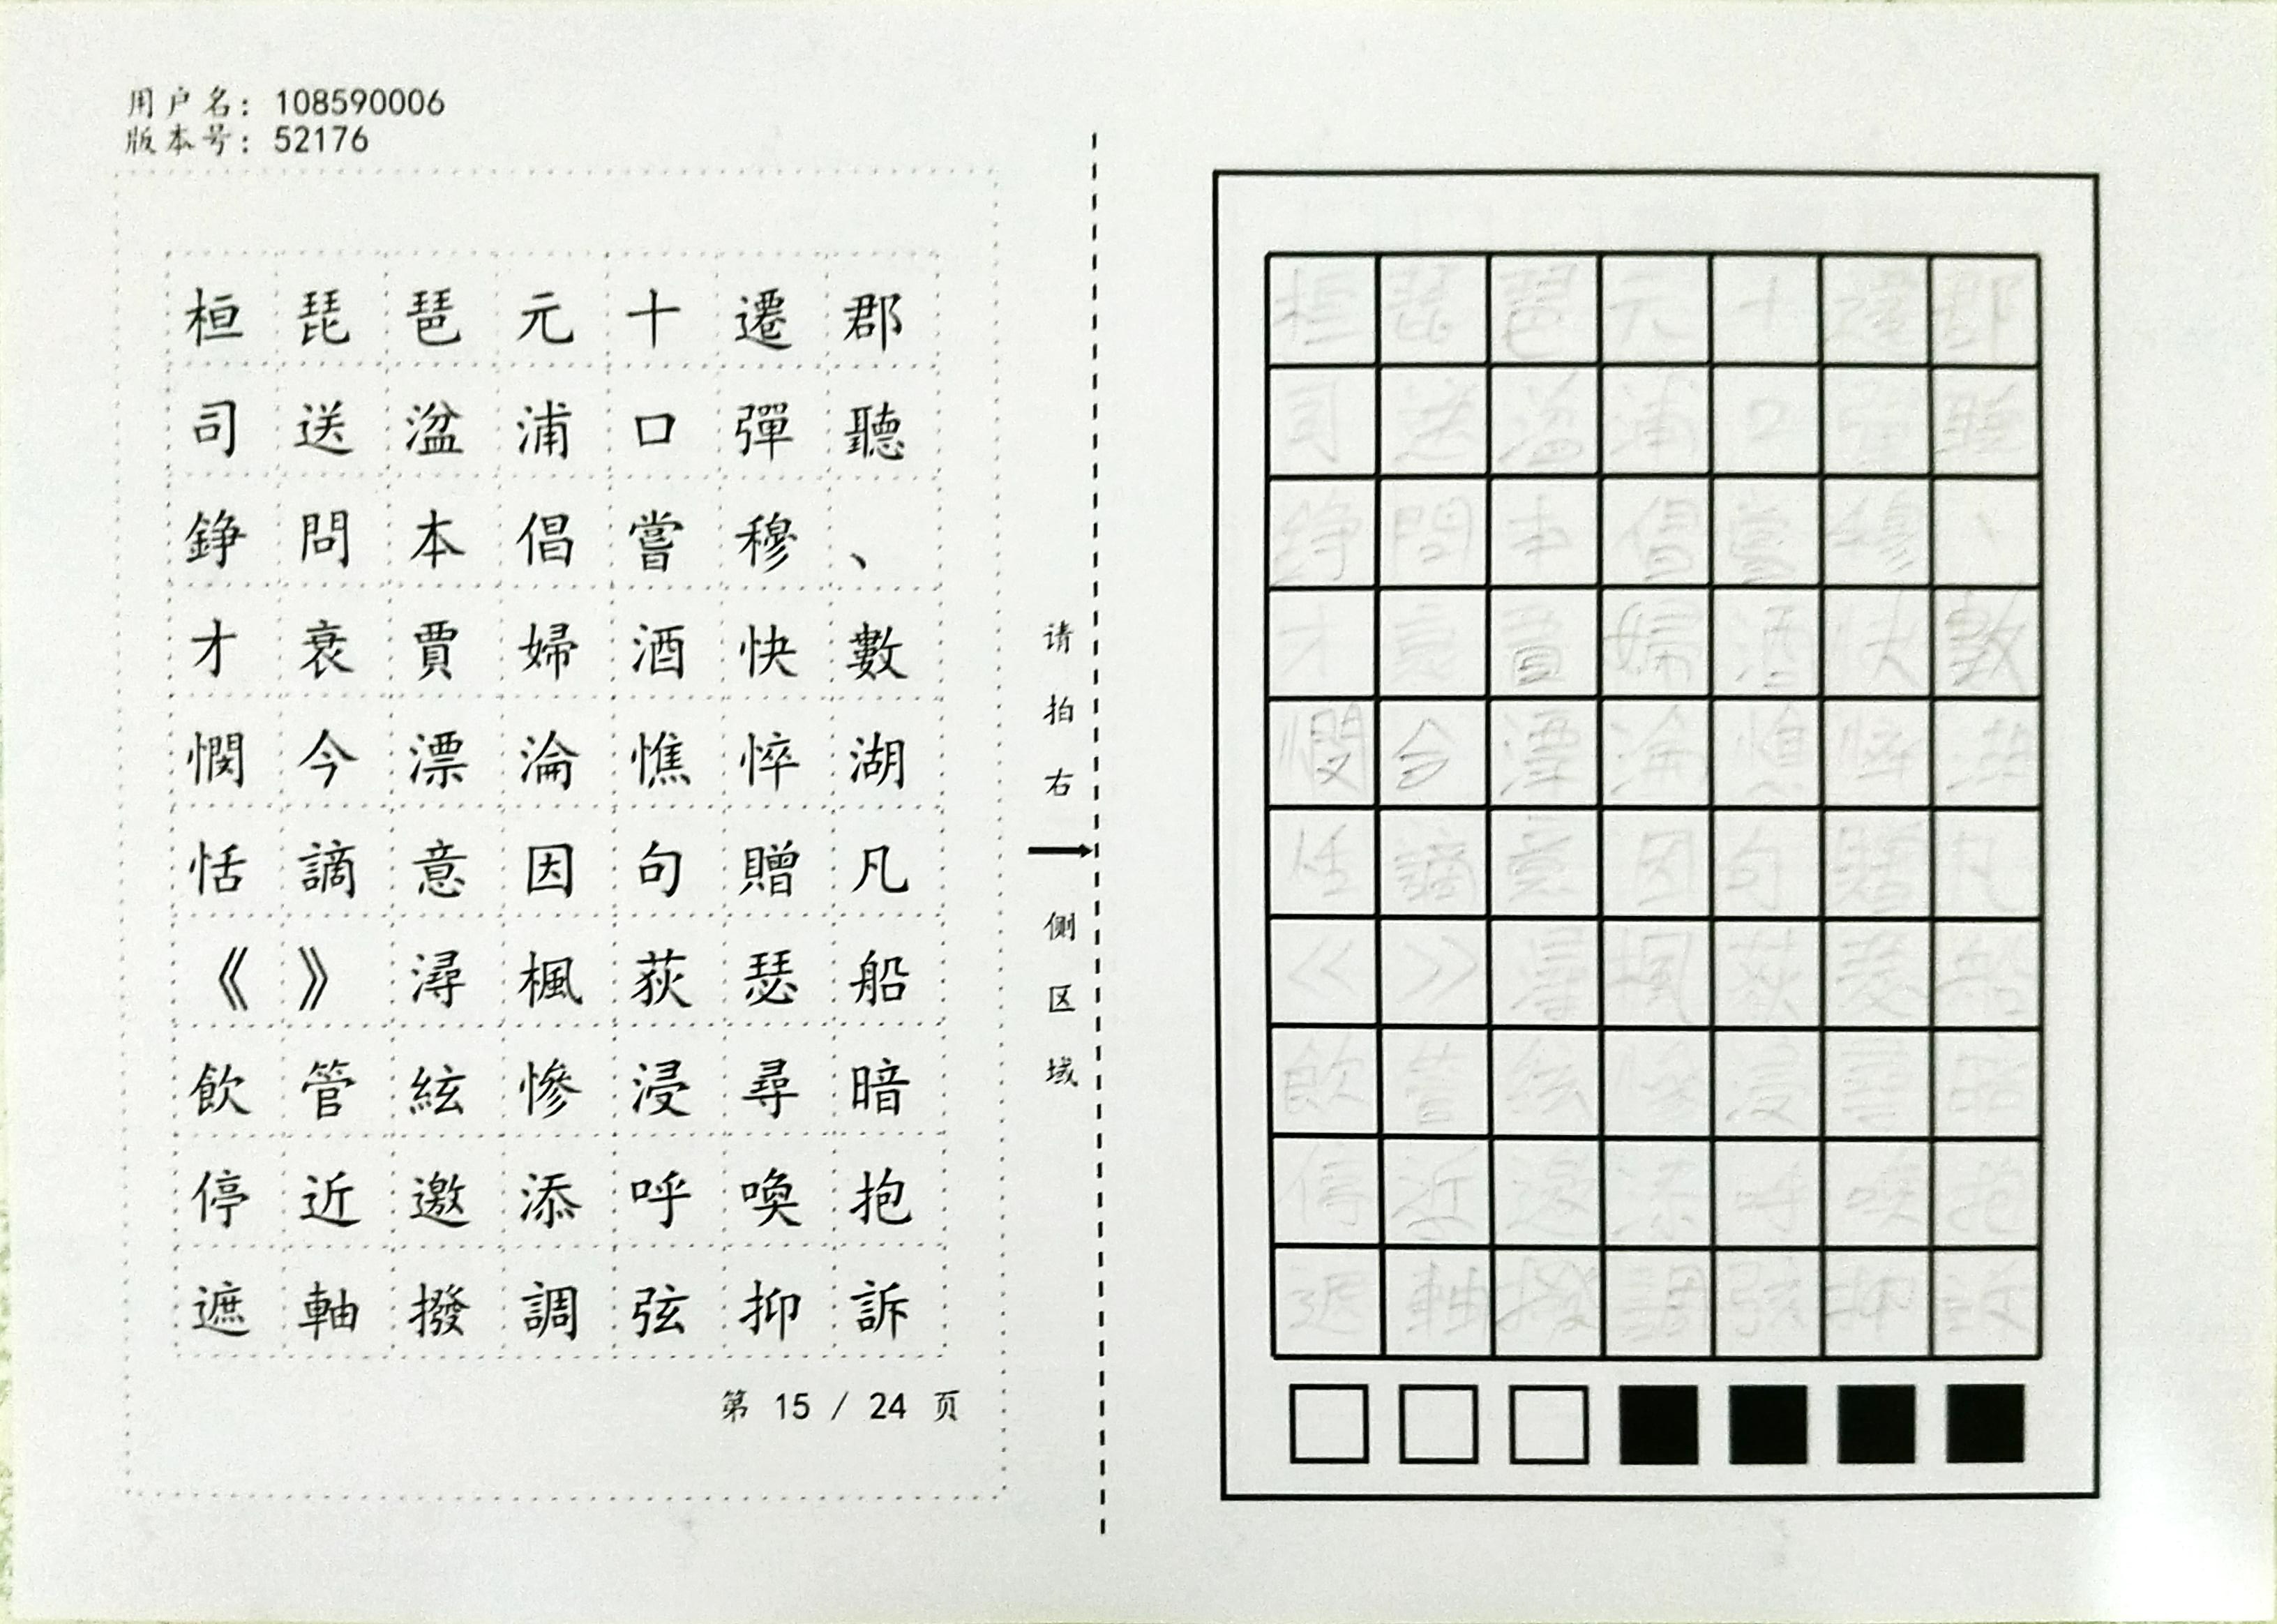 用户名: 108590006
版本号: 52176
桓琵琶元十遷郡
司送湓浦口彈聽
錚問本倡嘗穆、
才衰賈婦酒快數
憫今漂淪憔悴湖
恬謫意因句贈凡
《》潯楓荻瑟船
飲管絃慘浸尋暗
停近邀添呼喚抱
遮軸撥調弦抑訴
第 15 / 24 页
请拍右侧区域
桓琵琶元十遷郡
司送湓浦口彈聽
錚問本倡嘗穆、
才衰賈婦酒快數
憫今漂淪憔悴湖
恬謫意因句贈凡
《》潯楓荻瑟船
飲管絃慘浸尋暗
停近邀添呼喚抱
遮軸撥調弦抑訴